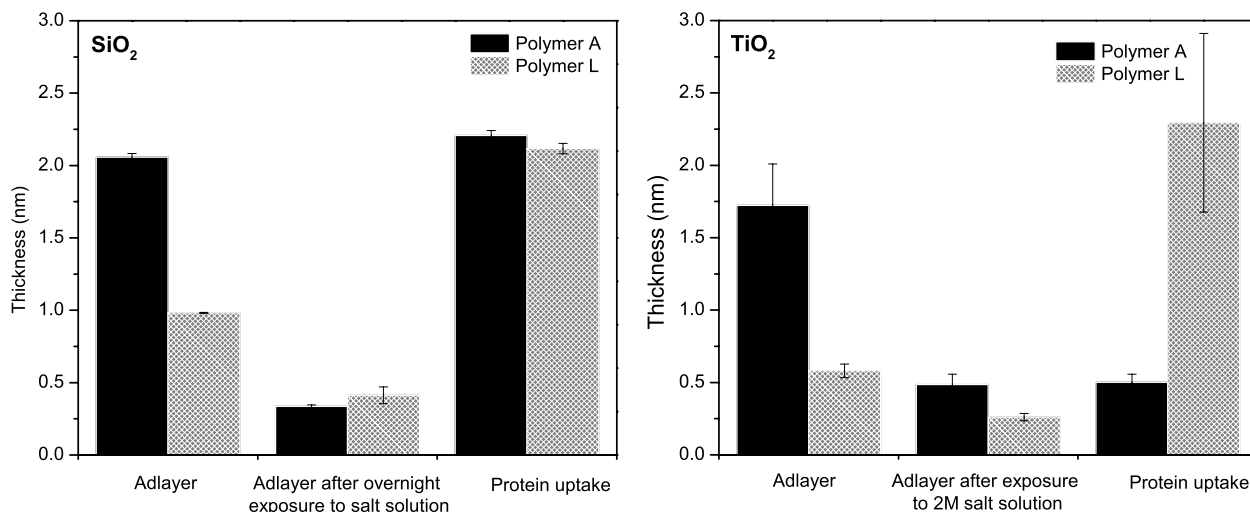 SiO2
Polymer A
Polymer L
3.0
2.5
2.0
1.5
1.0
0.5
0.0
Thickness (nm)
Adlayer
Adlayer after overnight
exposure to salt solution
Protein uptake
TiO2
Polymer A
Polymer L
3.0
2.5
2.0
1.5
1.0
0.5
0.0
Thickness (nm)
Adlayer
Adlayer after exposure
to 2M salt solution
Protein uptake